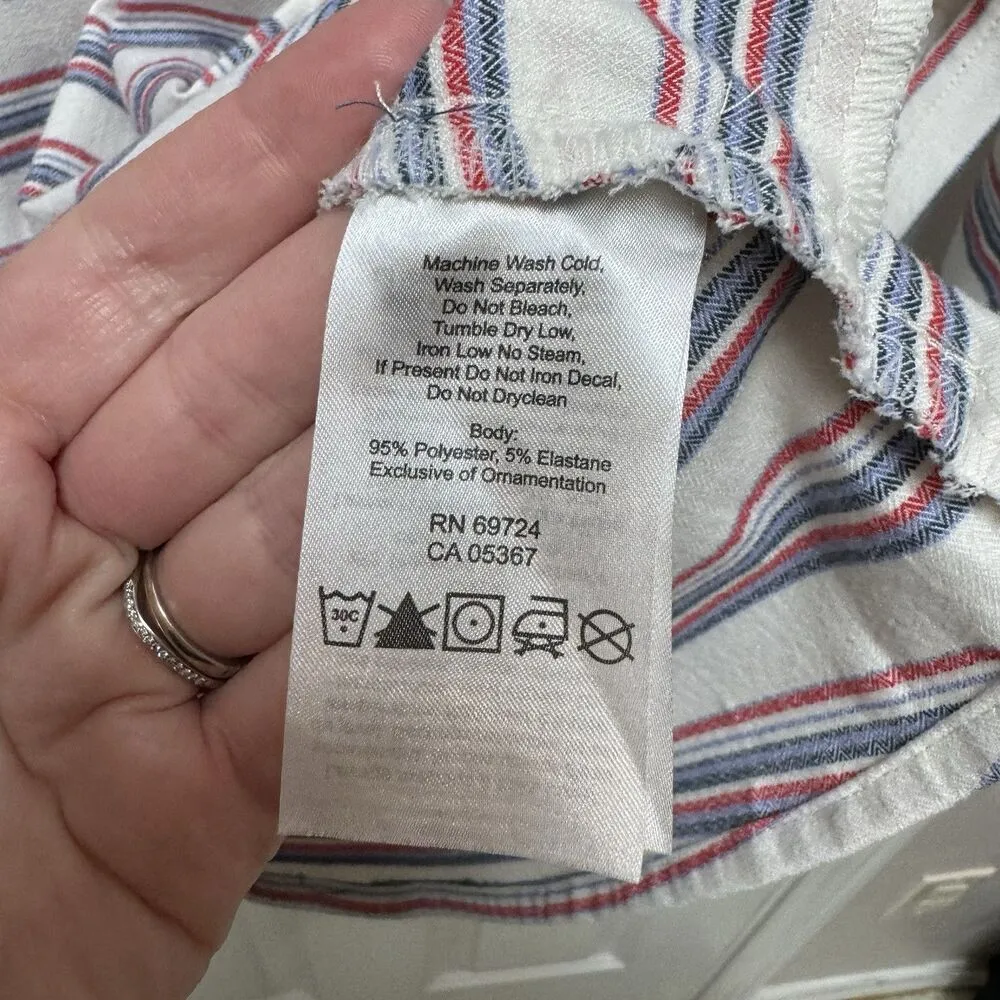 Machine Wash Cold,
Wash Separately,
Do Not Bleach,
Tumble Dry Low,
Iron Low No Steam,
If Present Do Not Iron Decal,
Do Not Dryclean
Body:
95% Polyester, 5% Elastane
Exclusive of Ornamentation
RN 69724
CA 05367
30C